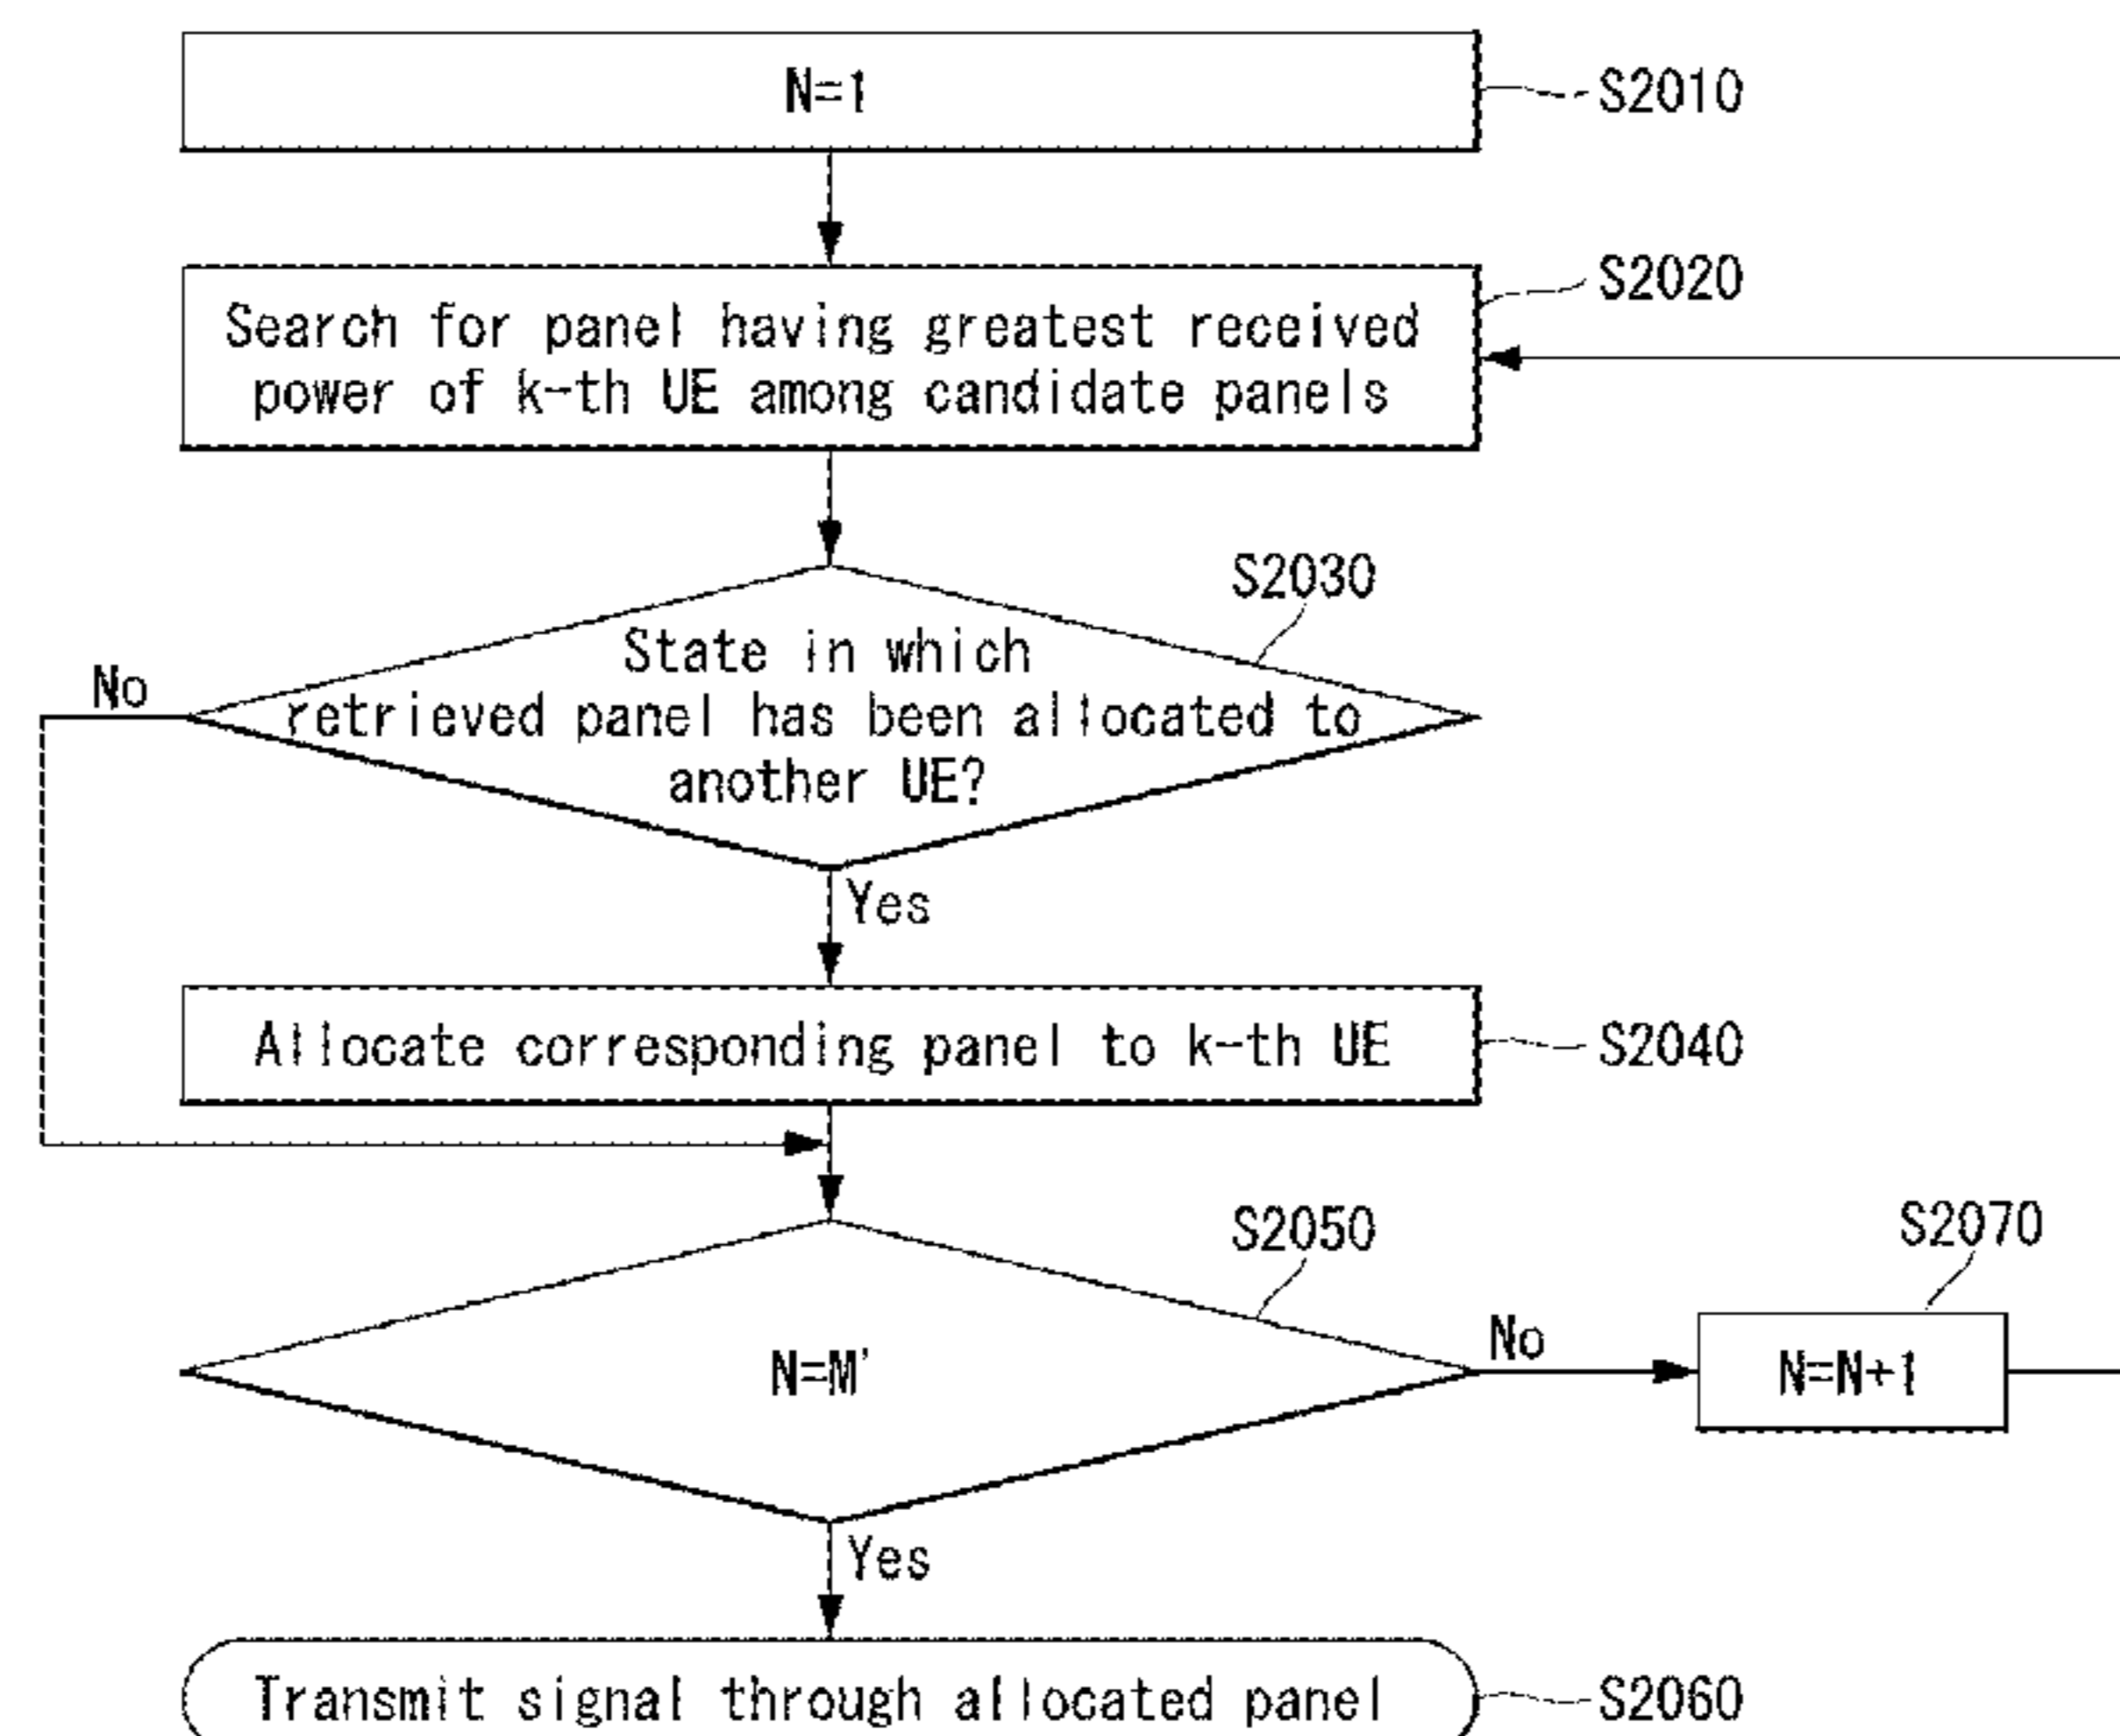 N=1
S2010
S2020
Search for panel having greatest received
power of k-th UE among candidate panels
S2030
State in which
No
retrieved panel has been allocated to
another UE?
Yes
Allocate corresponding panel to k-th UE
S2040
S2050
S2070
N=M'
No
N=N+1
Yes
Transmit signal through allocated panel
S2060